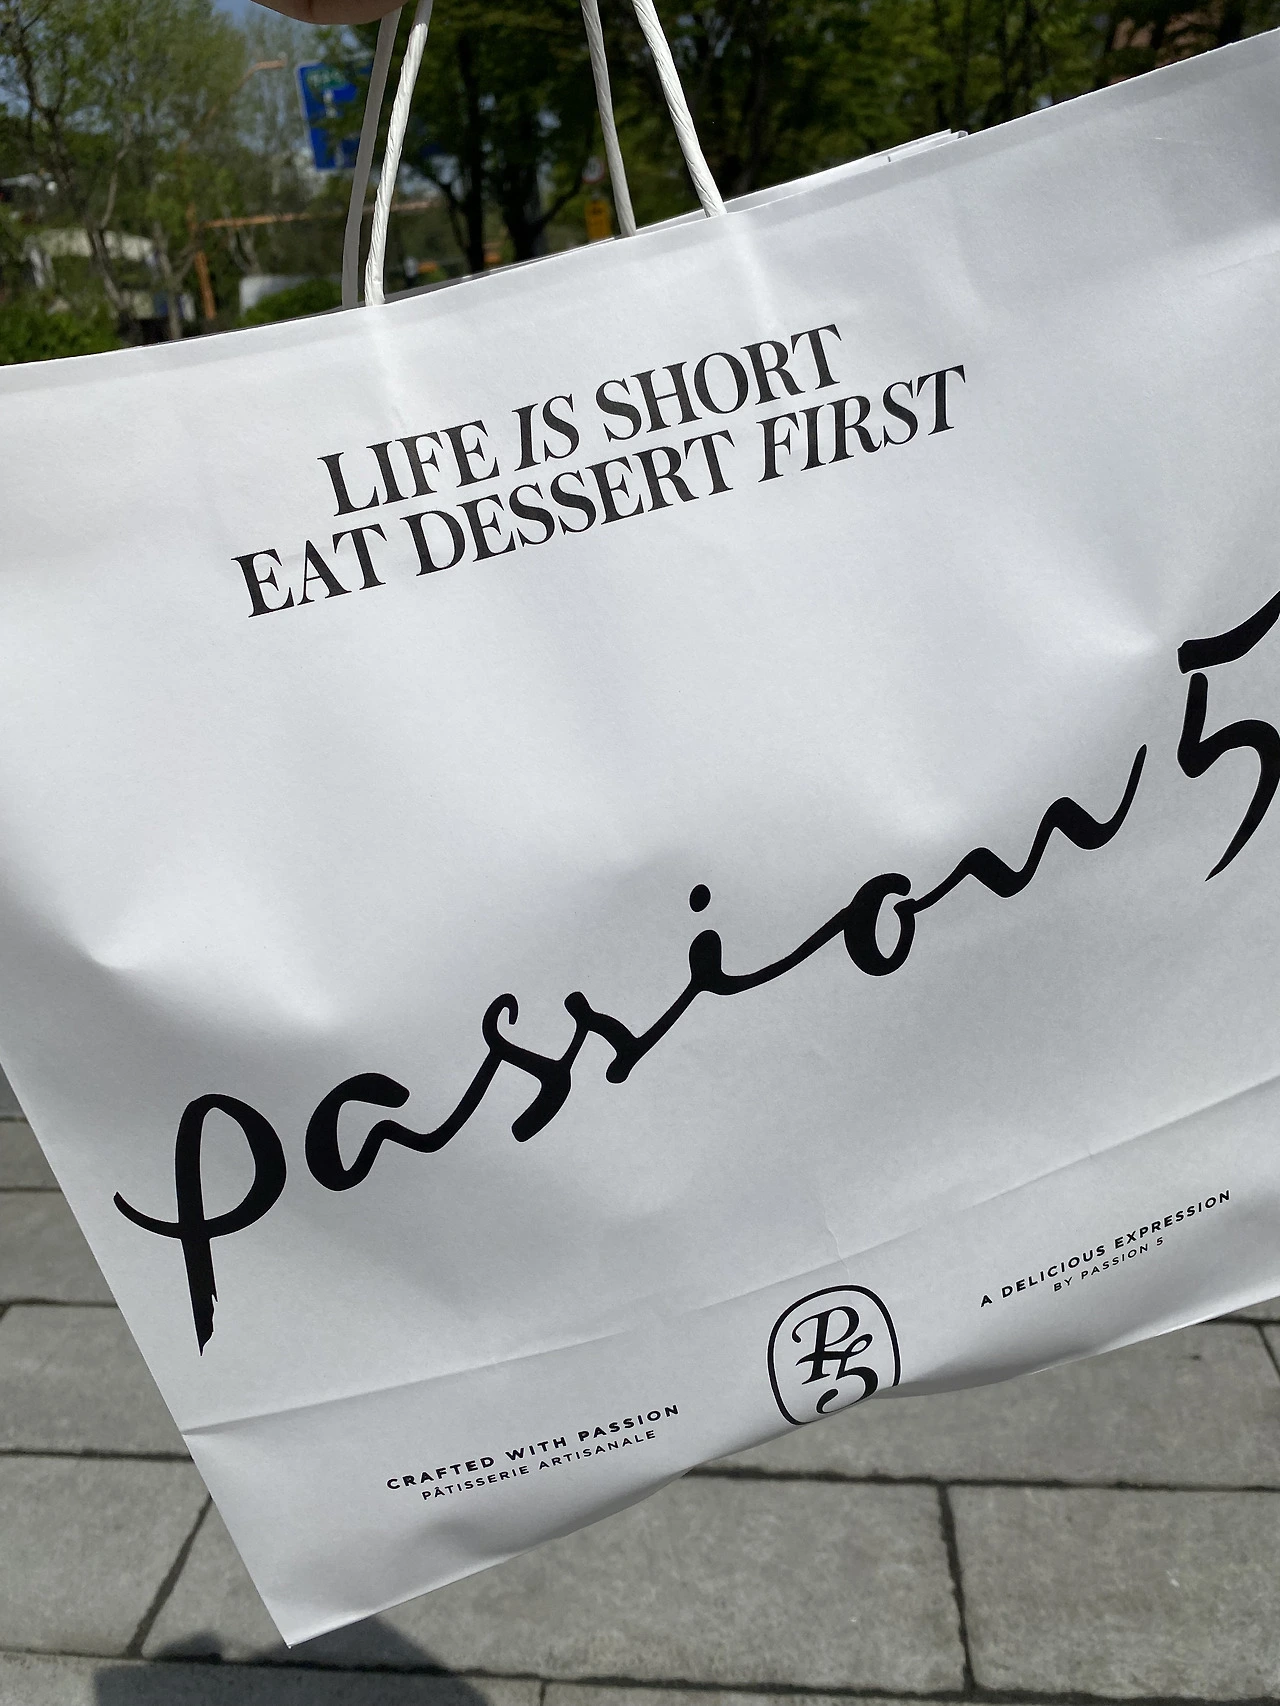 LIFE IS SHORT
EAT DESSERT FIRST
passion5
P5
CRAFTED WITH PASSION
PÂTISSERIE ARTISANALE
A DELICIOUS EXPRESSION
BY PASSION 5